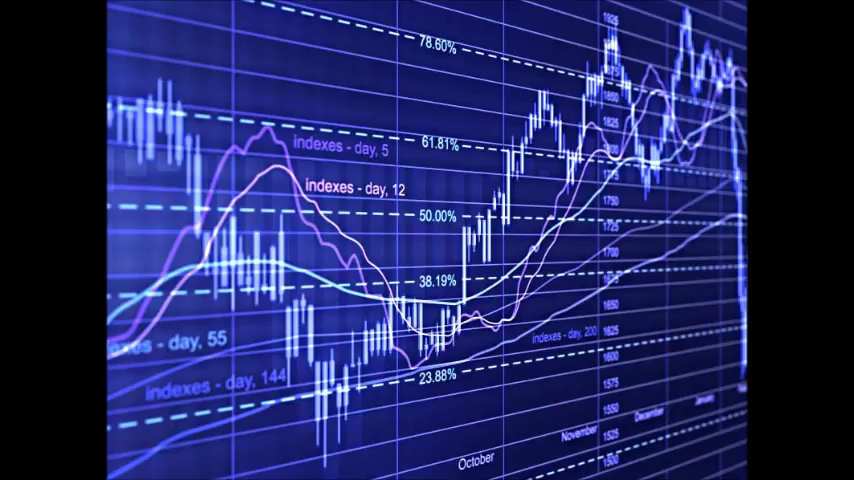 78.60%
indexes - day, 5
61.81%
indexes - day, 12
50.00%
38.19%
indexes - day, 55
indexes - day, 200
indexes - day, 144
23.88%
1925
1850
1825
1800
1775
1750
1725
1700
1675
1650
1625
1600
1575
1550
1525
1500
October
November
December
January